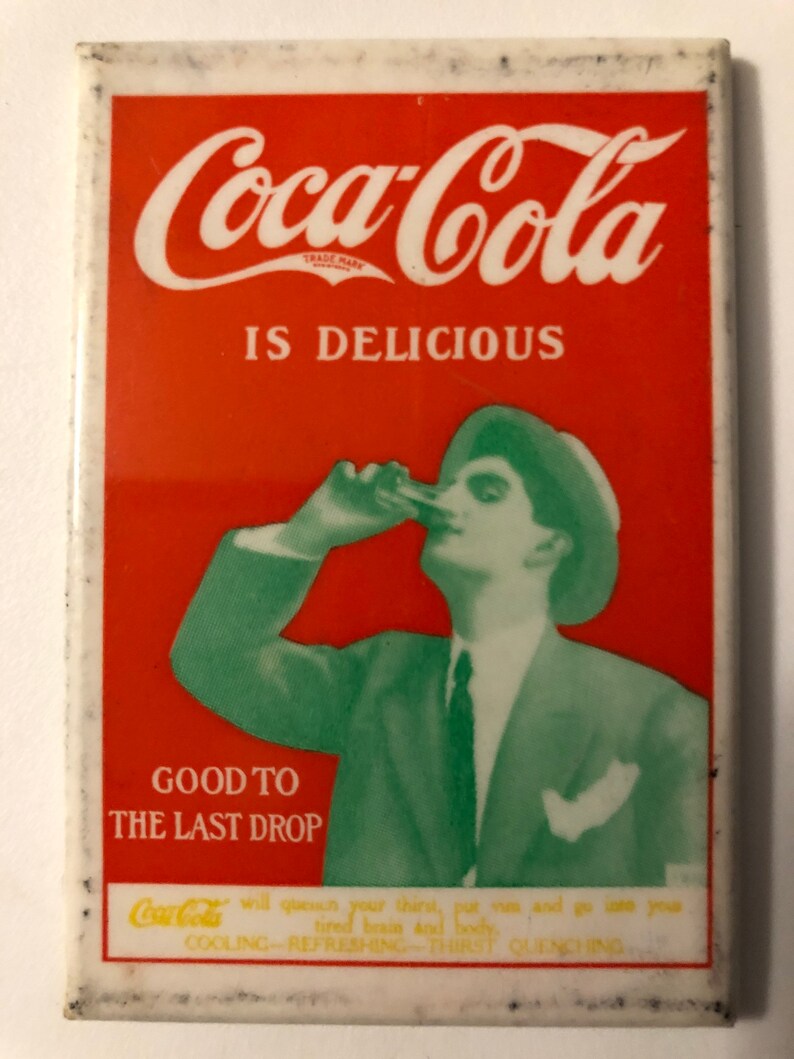 Coca-Cola
TRADE MARK
REGISTERED
IS DELICIOUS
GOOD TO
THE LAST DROP
Coca-Cola will quench your thirst, put vim and go into your
tired brain and body.
COOLING—REFRESHING—THIRST QUENCHING